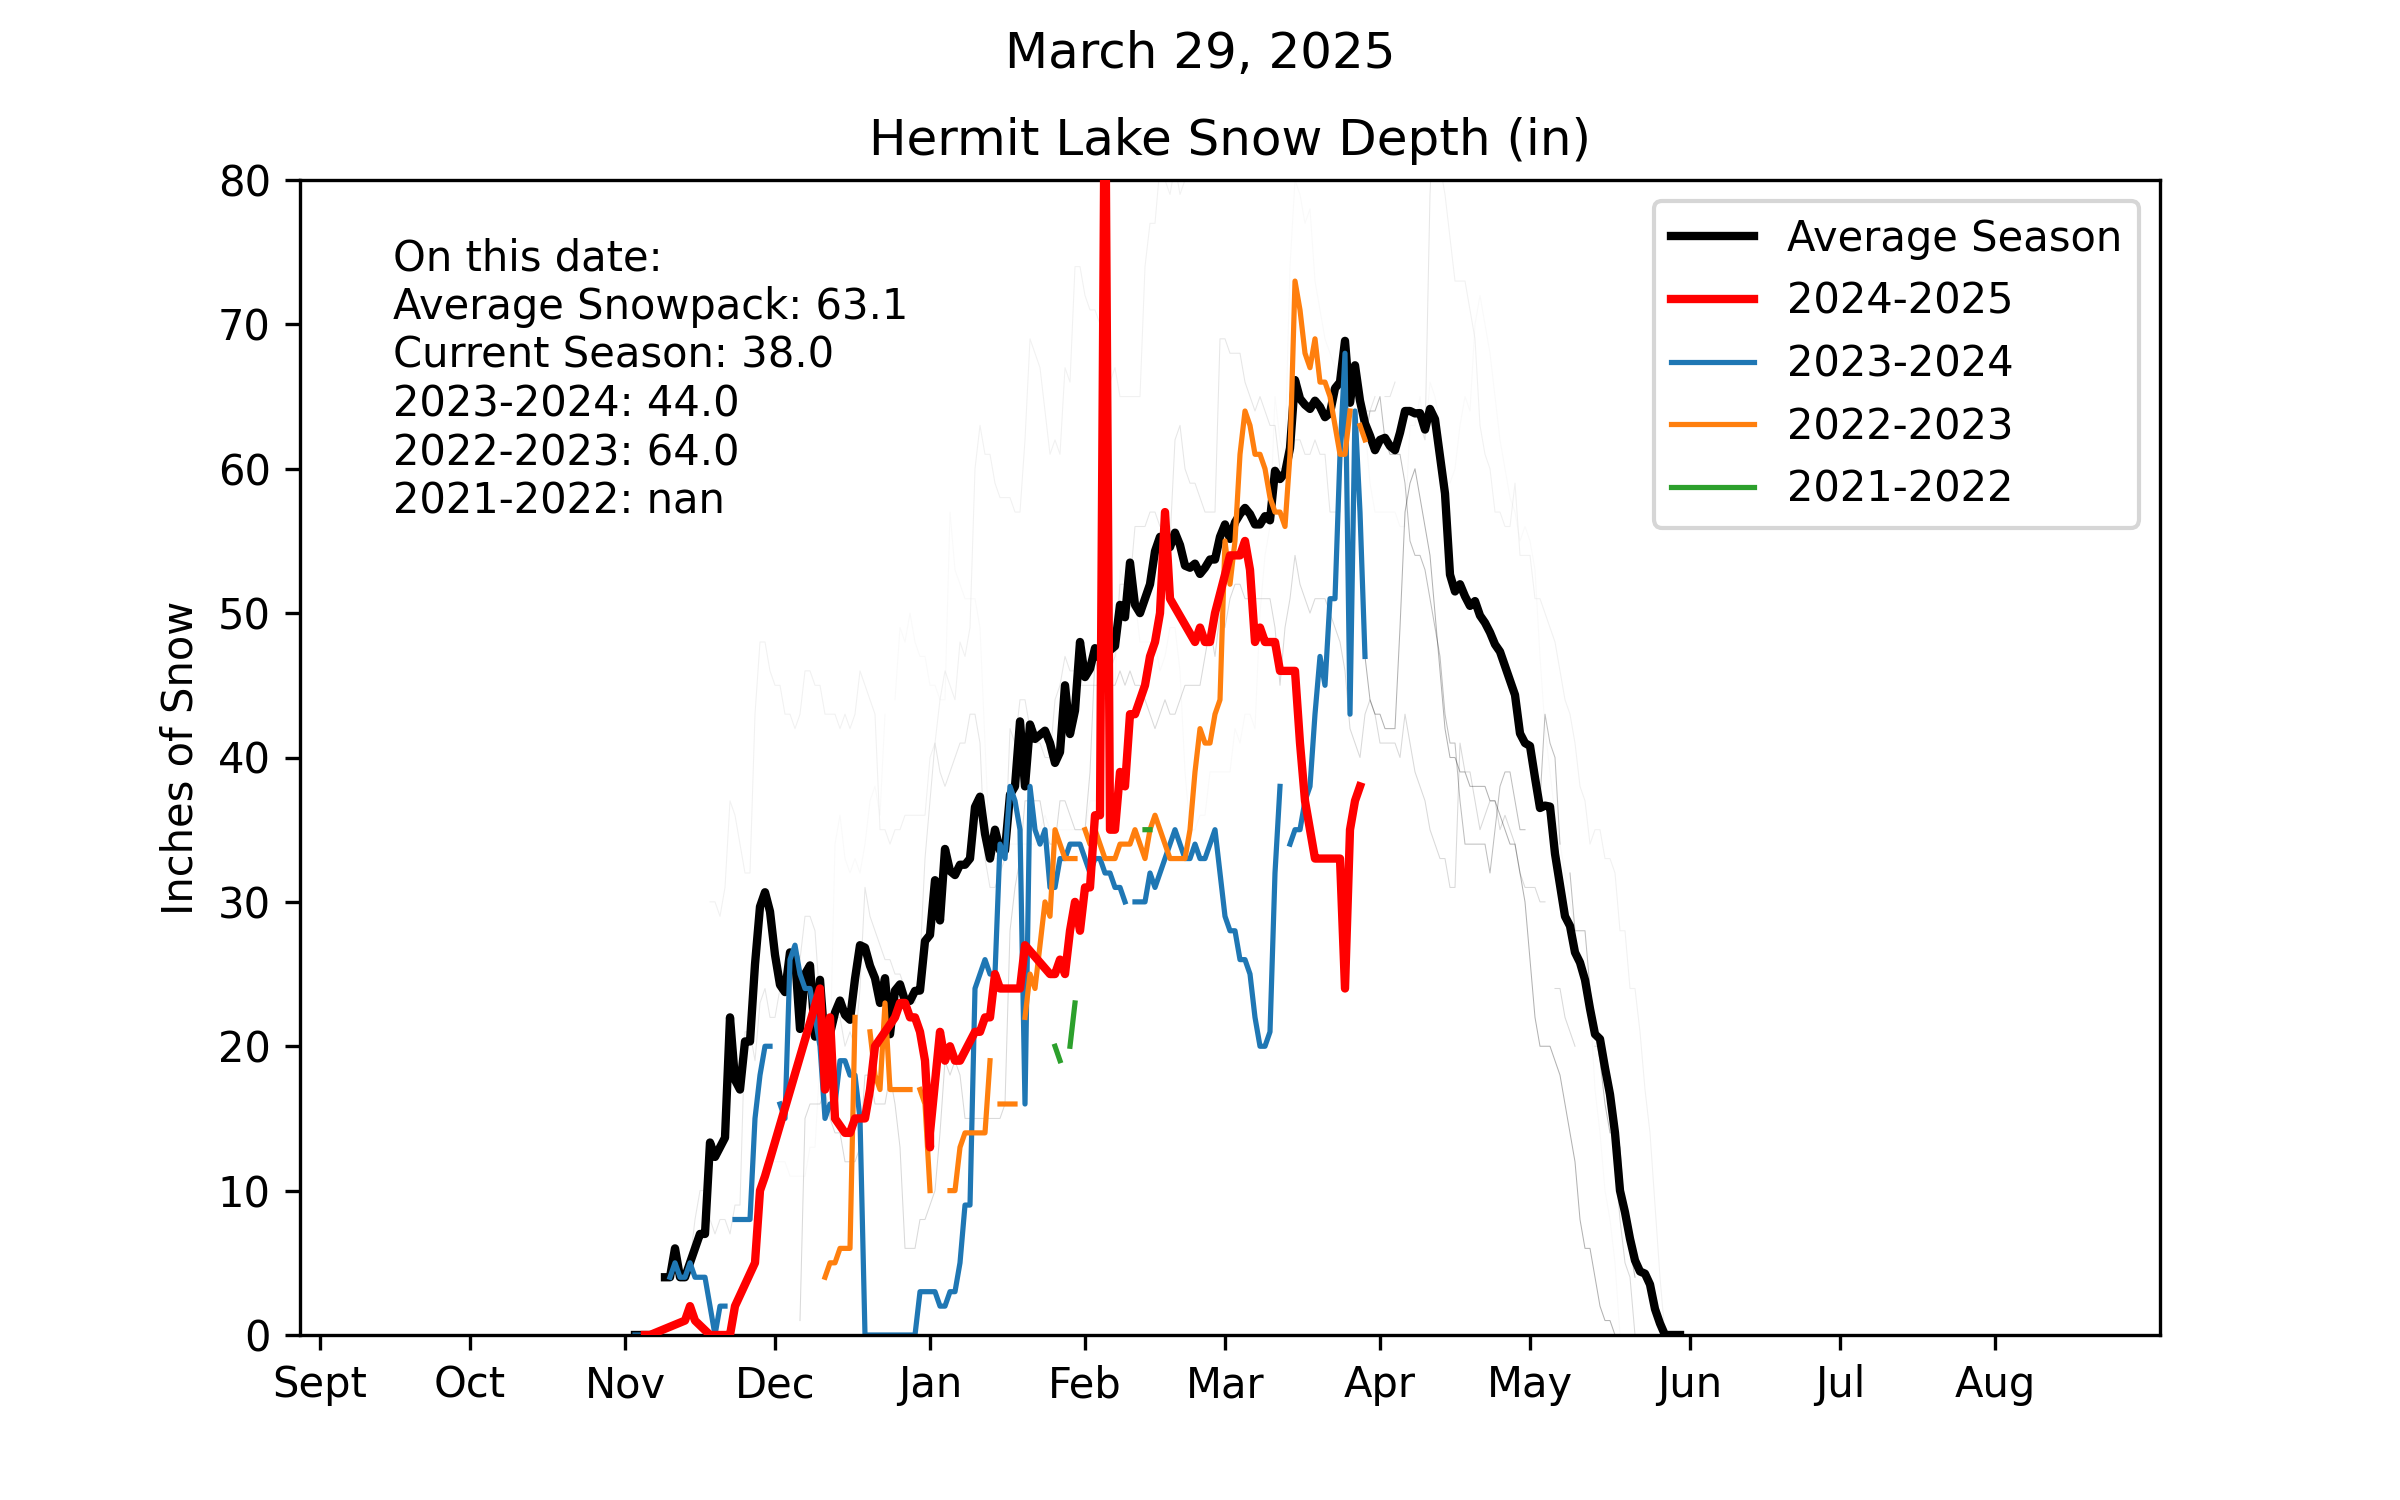 March 29, 2025
Hermit Lake Snow Depth (in)
80
70
60
50
40
30
20
10
0
Inches of Snow
On this date:
Average Snowpack: 63.1
Current Season: 38.0
2023-2024: 44.0
2022-2023: 64.0
2021-2022: nan
Average Season
2024-2025
2023-2024
2022-2023
2021-2022
Sept Oct Nov Dec Jan Feb Mar Apr May Jun Jul Aug